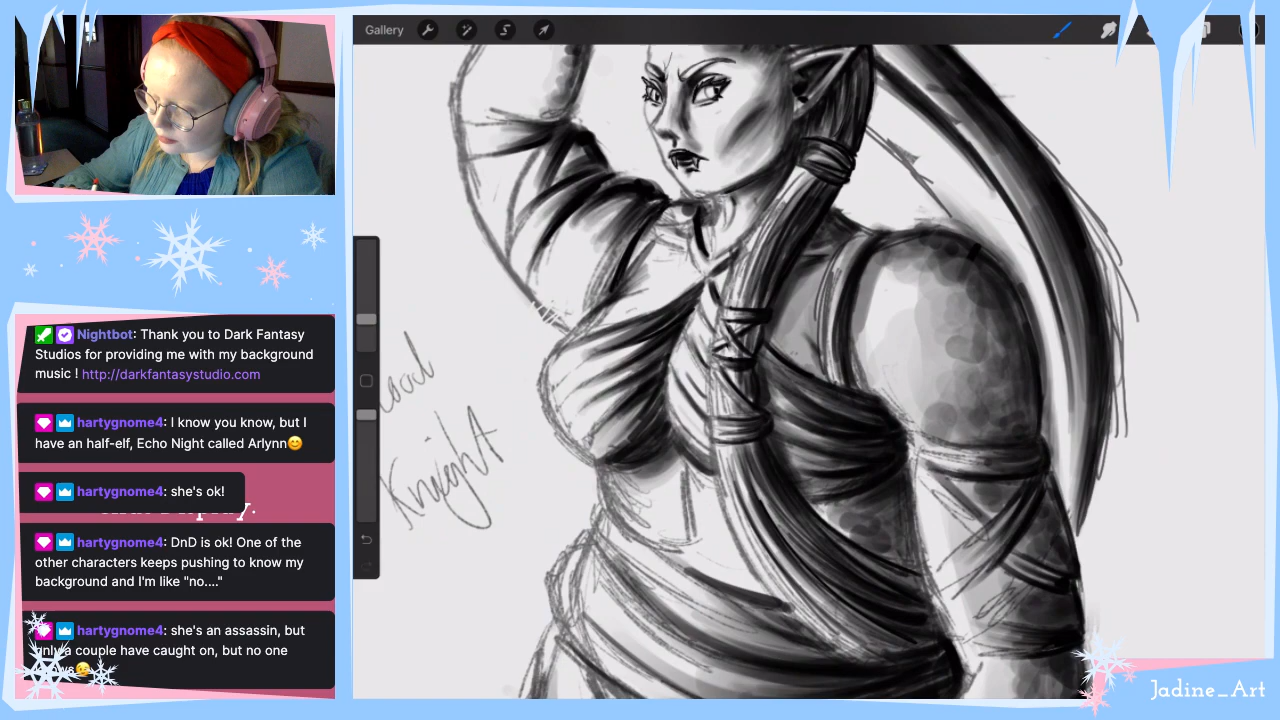 Gallery
Nightbot: Thank you to Dark Fantasy
Studios for providing me with my background
music ! http://darkfantasystudio.com
hartygnome4: I know you know, but I
have an half-elf, Echo Night called Arlynn😊
hartygnome4: she's ok!
hartygnome4: DnD is ok! One of the
other characters keeps pushing to know my
background and I'm like "no...."
hartygnome4: she's an assassin, but
only a couple have caught on, but no one
Knight
Jadine_Art